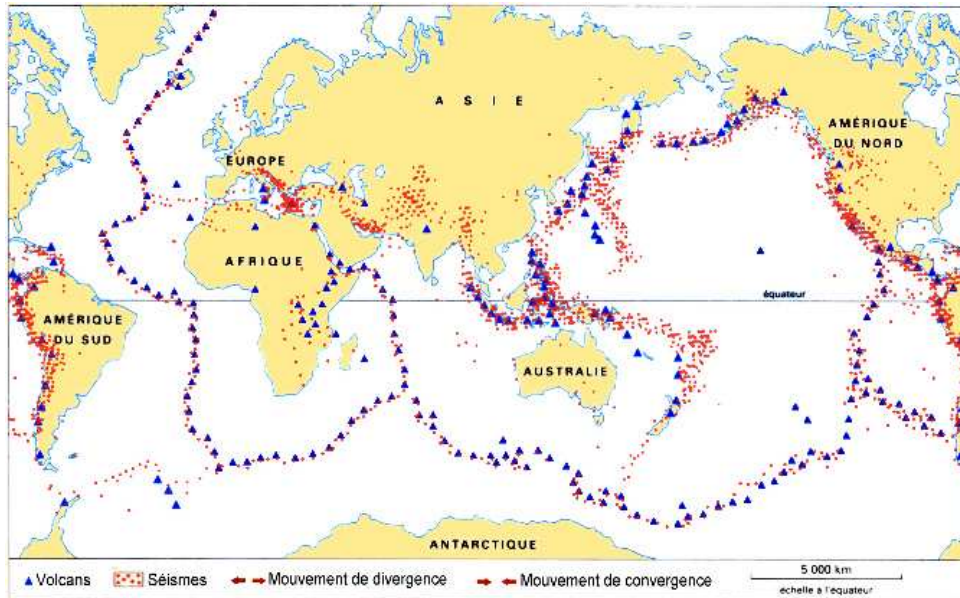 A S I E
EUROPE
AMÉRIQUE
DU NORD
AFRIQUE
équateur
AMÉRIQUE
DU SUD
AUSTRALIE
ANTARCTIQUE
Volcans
Séismes
Mouvement de divergence
Mouvement de convergence
5 000 km
échelle à l'équateur